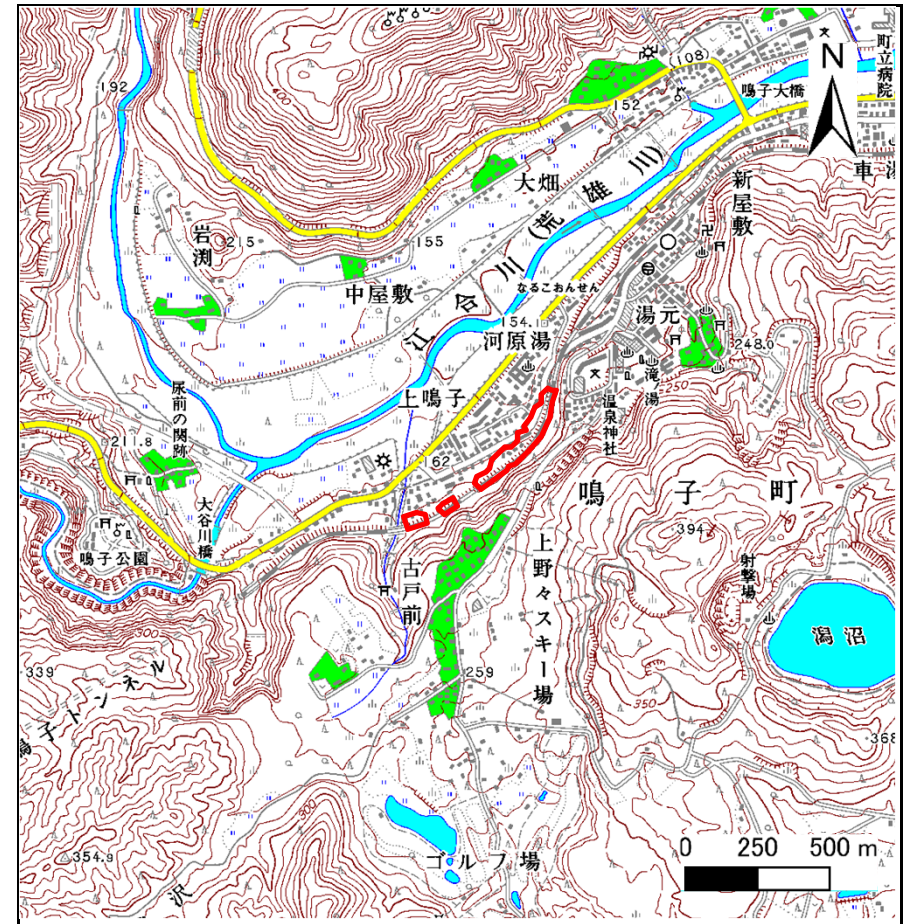 192
400
(108)
152
鳴子大橋
町立病院
N
車湯
大畑
新屋敷
岩渕
215
155
中屋敷
江合川(荒雄川)
なるこおんせん
154.1
河原湯
湯元
滝湯
248.0
250
温泉神社
上鳴子
尿前の関跡
21.8
62
大谷川橋
鳴子公園
鳴子町
394
射撃場
潟沼
古戸前
上野々スキー場
300
339
259
350
368
鳴子トンネル
300
354.9
沢
ゴルフ場
0 250 500 m